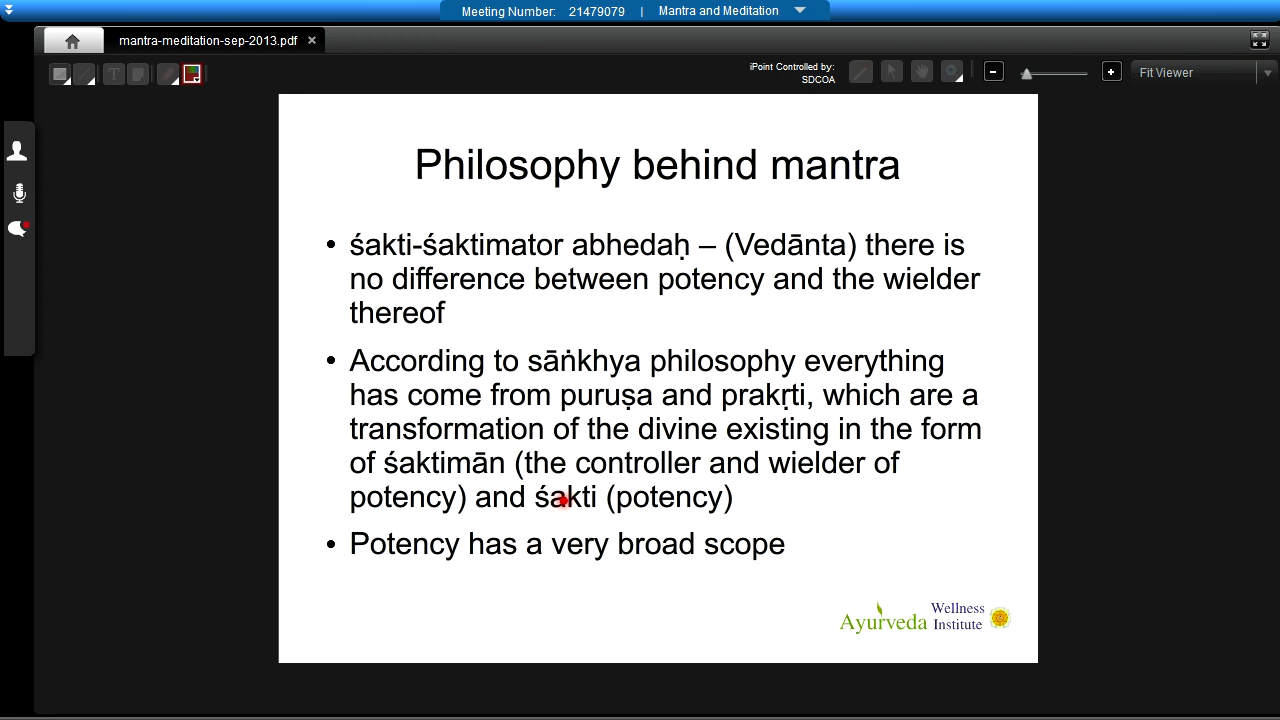 Meeting Number: 21479079 | Mantra and Meditation
mantra-meditation-sep-2013.pdf
iPoint Controlled by:
SDCOA
Fit Viewer
Philosophy behind mantra
• śakti-śaktimator abhedaḥ – (Vedānta) there is
no difference between potency and the wielder
thereof
• According to sāṅkhya philosophy everything
has come from puruṣa and prakṛti, which are a
transformation of the divine existing in the form
of śaktimān (the controller and wielder of
potency) and śakti (potency)
• Potency has a very broad scope
Ayurveda Wellness
Institute